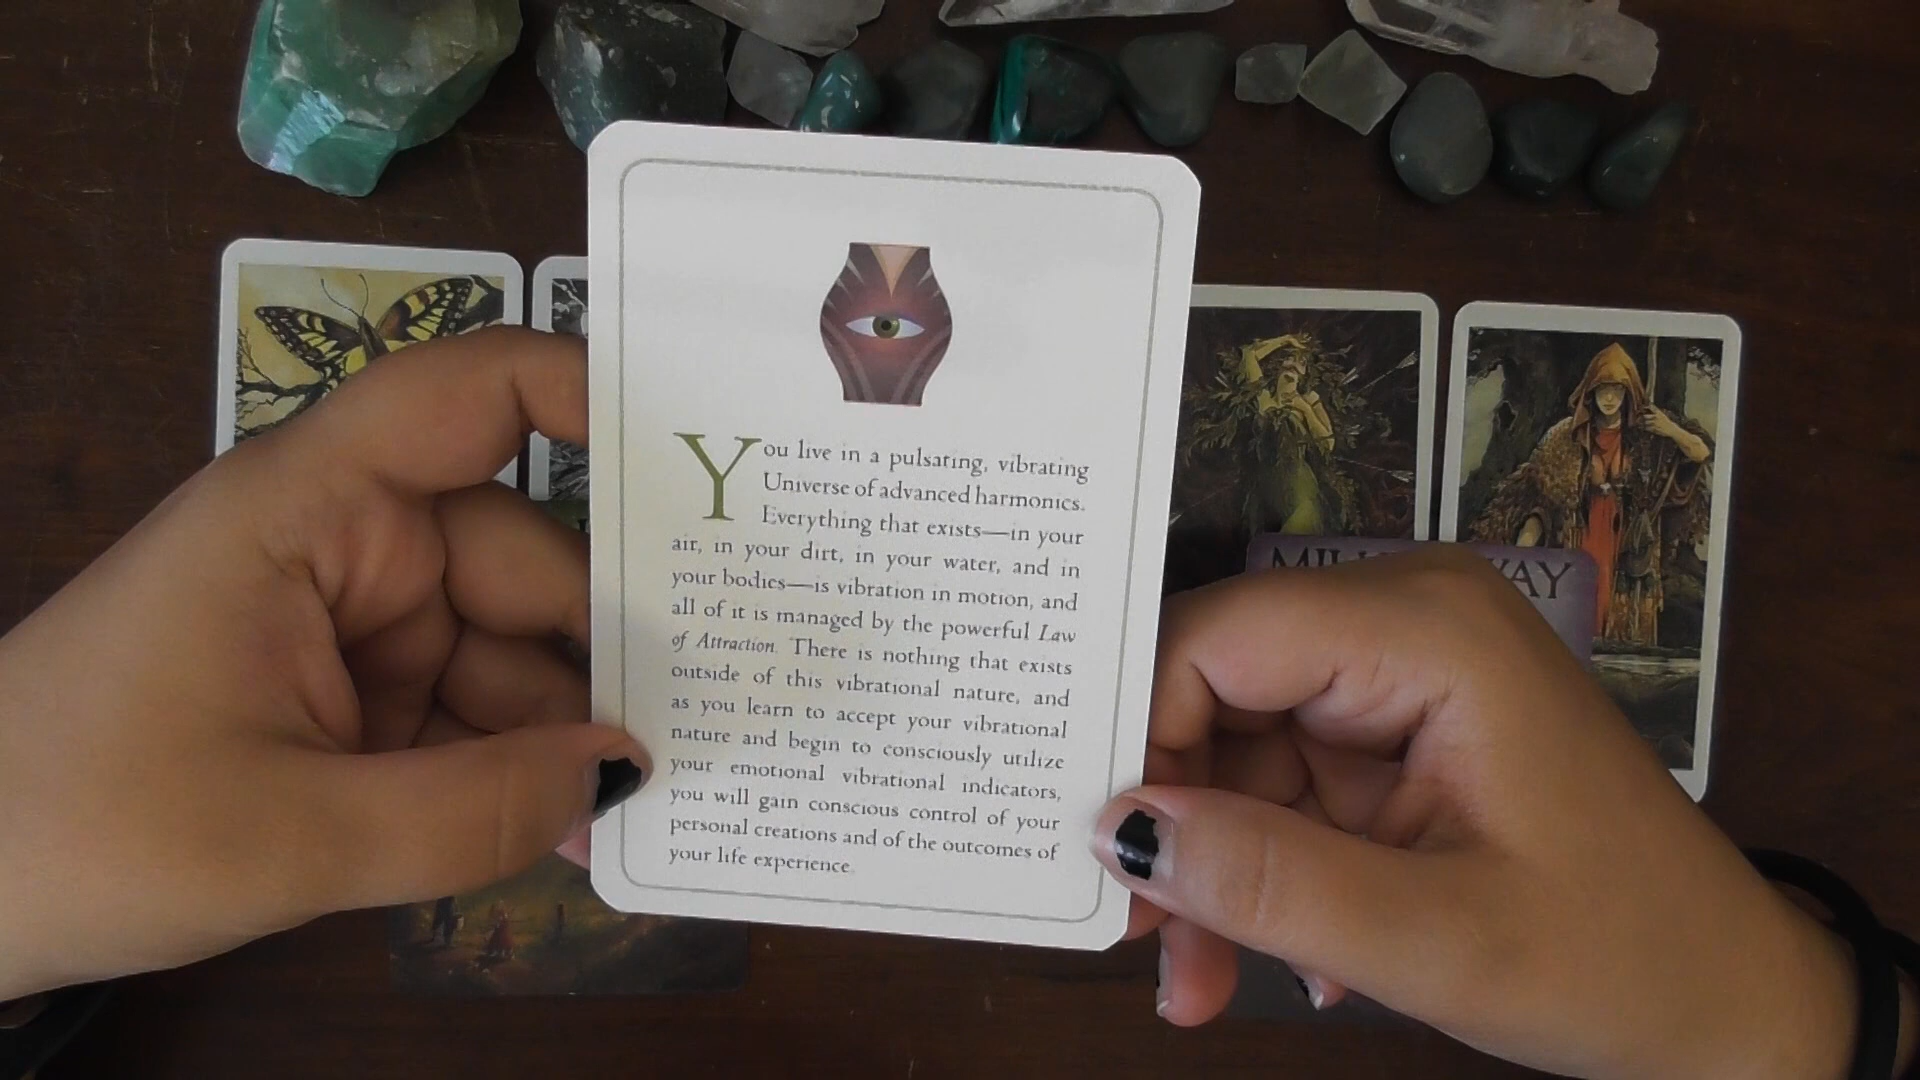 You live in a pulsating, vibrating
Universe of advanced harmonics.
Everything that exists—in your
air, in your dirt, in your water, and in
your bodies—is vibration in motion, and
all of it is managed by the powerful Law
of Attraction. There is nothing that exists
outside of this vibrational nature, and
as you learn to accept your vibrational
nature and begin to consciously utilize
your emotional vibrational indicators,
you will gain conscious control of your
personal creations and of the outcomes of
your life experience.